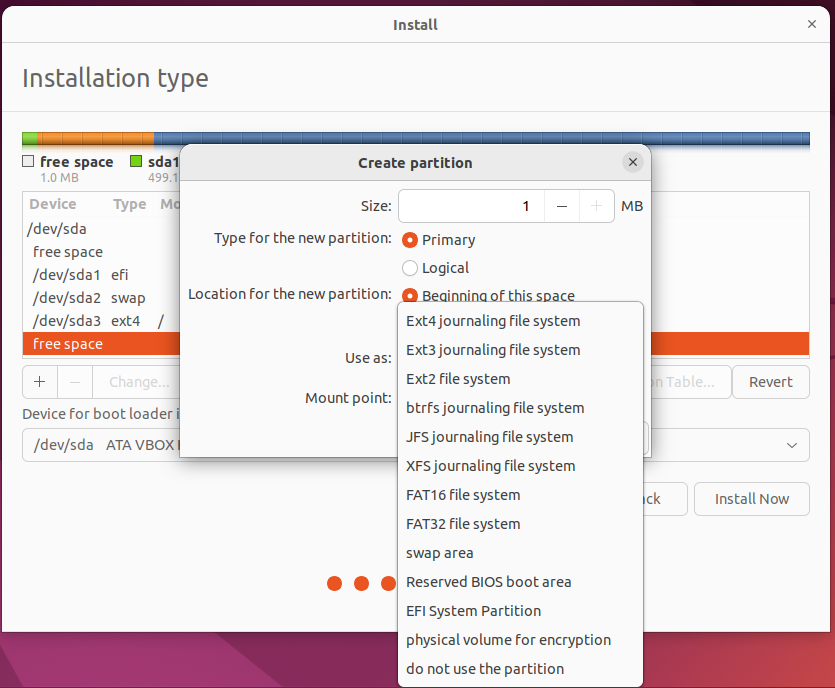 Install
Installation type
free space sda1
1.0 MB 499.1
Device Type Mo
/dev/sda
free space
/dev/sda1 efi
/dev/sda2 swap
/dev/sda3 ext4 /
free space
+ − Change... on Table... Revert
Device for boot loader i
/dev/sda ATA VBOX
ck Install Now
Create partition
Size: 1 − + MB
Type for the new partition: Primary
Logical
Location for the new partition: Beginning of this space
Use as:
Mount point:
Ext4 journaling file system
Ext3 journaling file system
Ext2 file system
btrfs journaling file system
JFS journaling file system
XFS journaling file system
FAT16 file system
FAT32 file system
swap area
Reserved BIOS boot area
EFI System Partition
physical volume for encryption
do not use the partition